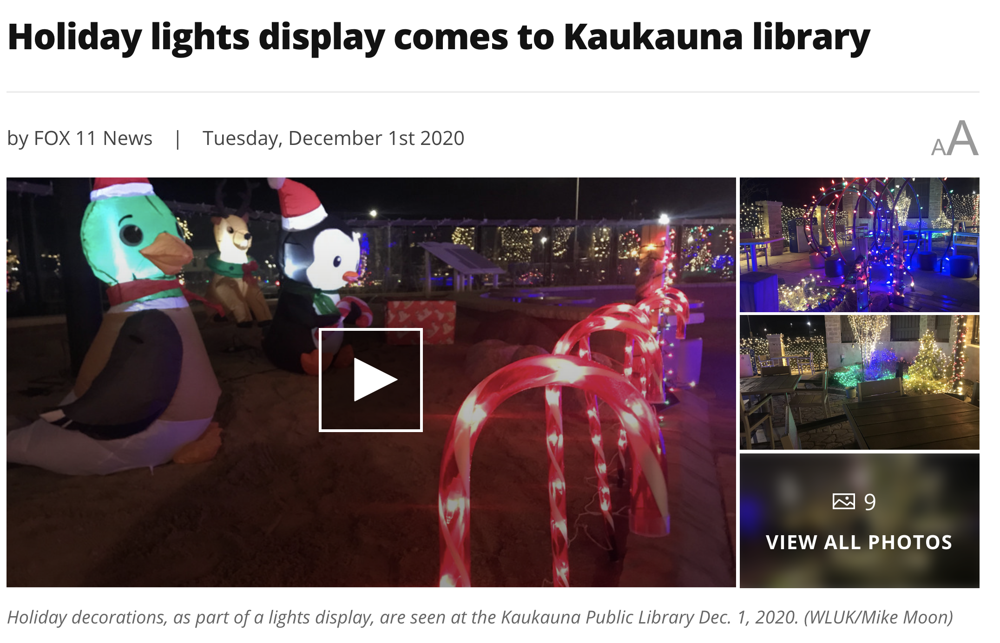 Holiday lights display comes to Kaukauna library
by FOX 11 News | Tuesday, December 1st 2020
AA
9
VIEW ALL PHOTOS
Holiday decorations, as part of a lights display, are seen at the Kaukauna Public Library Dec. 1, 2020. (WLUK/Mike Moon)